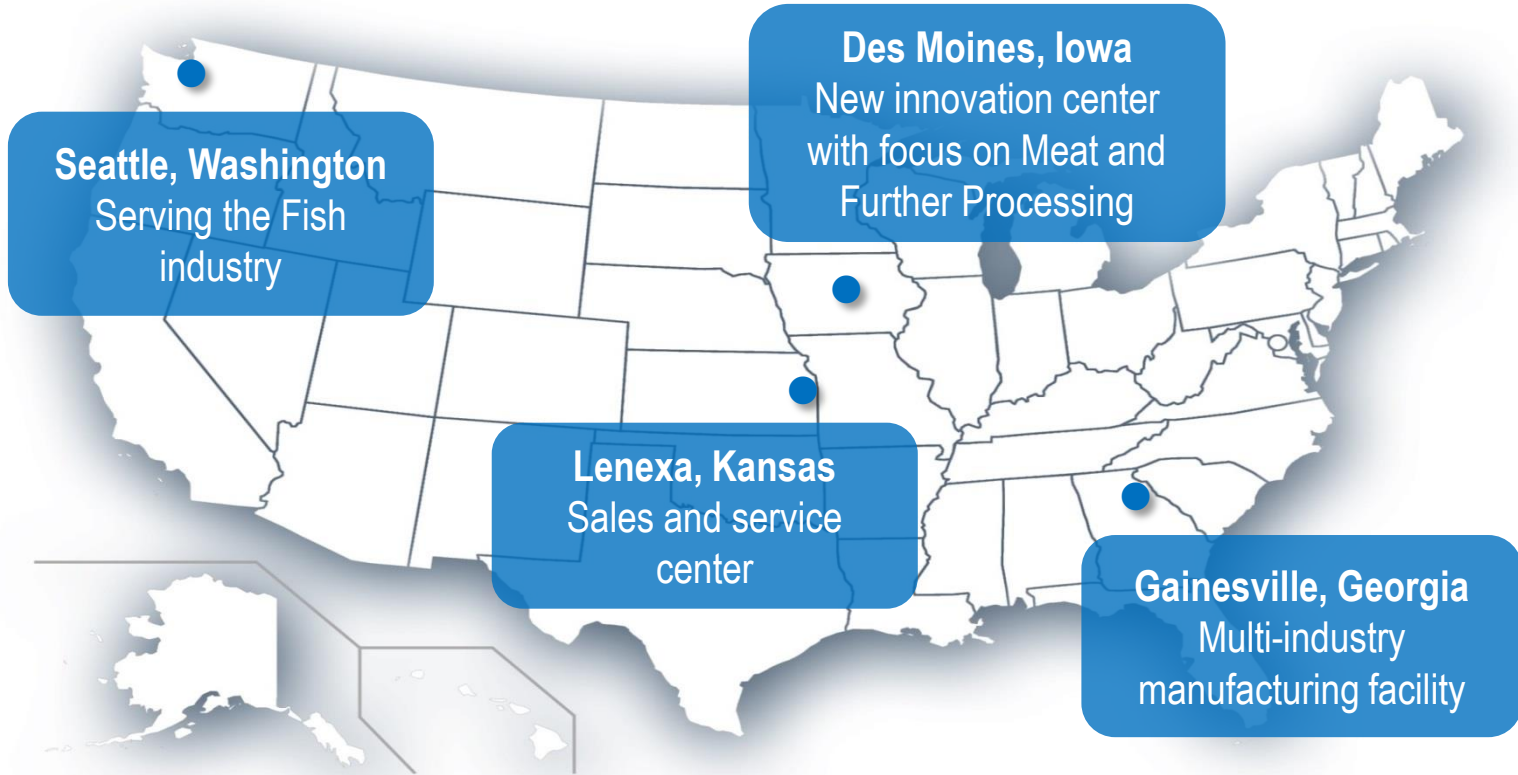 Des Moines, Iowa
New innovation center
with focus on Meat and
Further Processing
Seattle, Washington
Serving the Fish
industry
Lenexa, Kansas
Sales and service
center
Gainesville, Georgia
Multi-industry
manufacturing facility